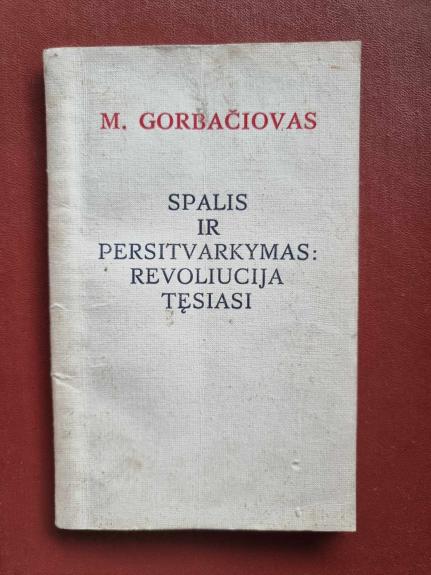 M. GORBAČIOVAS
SPALIS
IR
PERSITVARKYMAS:
REVOLIUCIJA
TĘSIASI